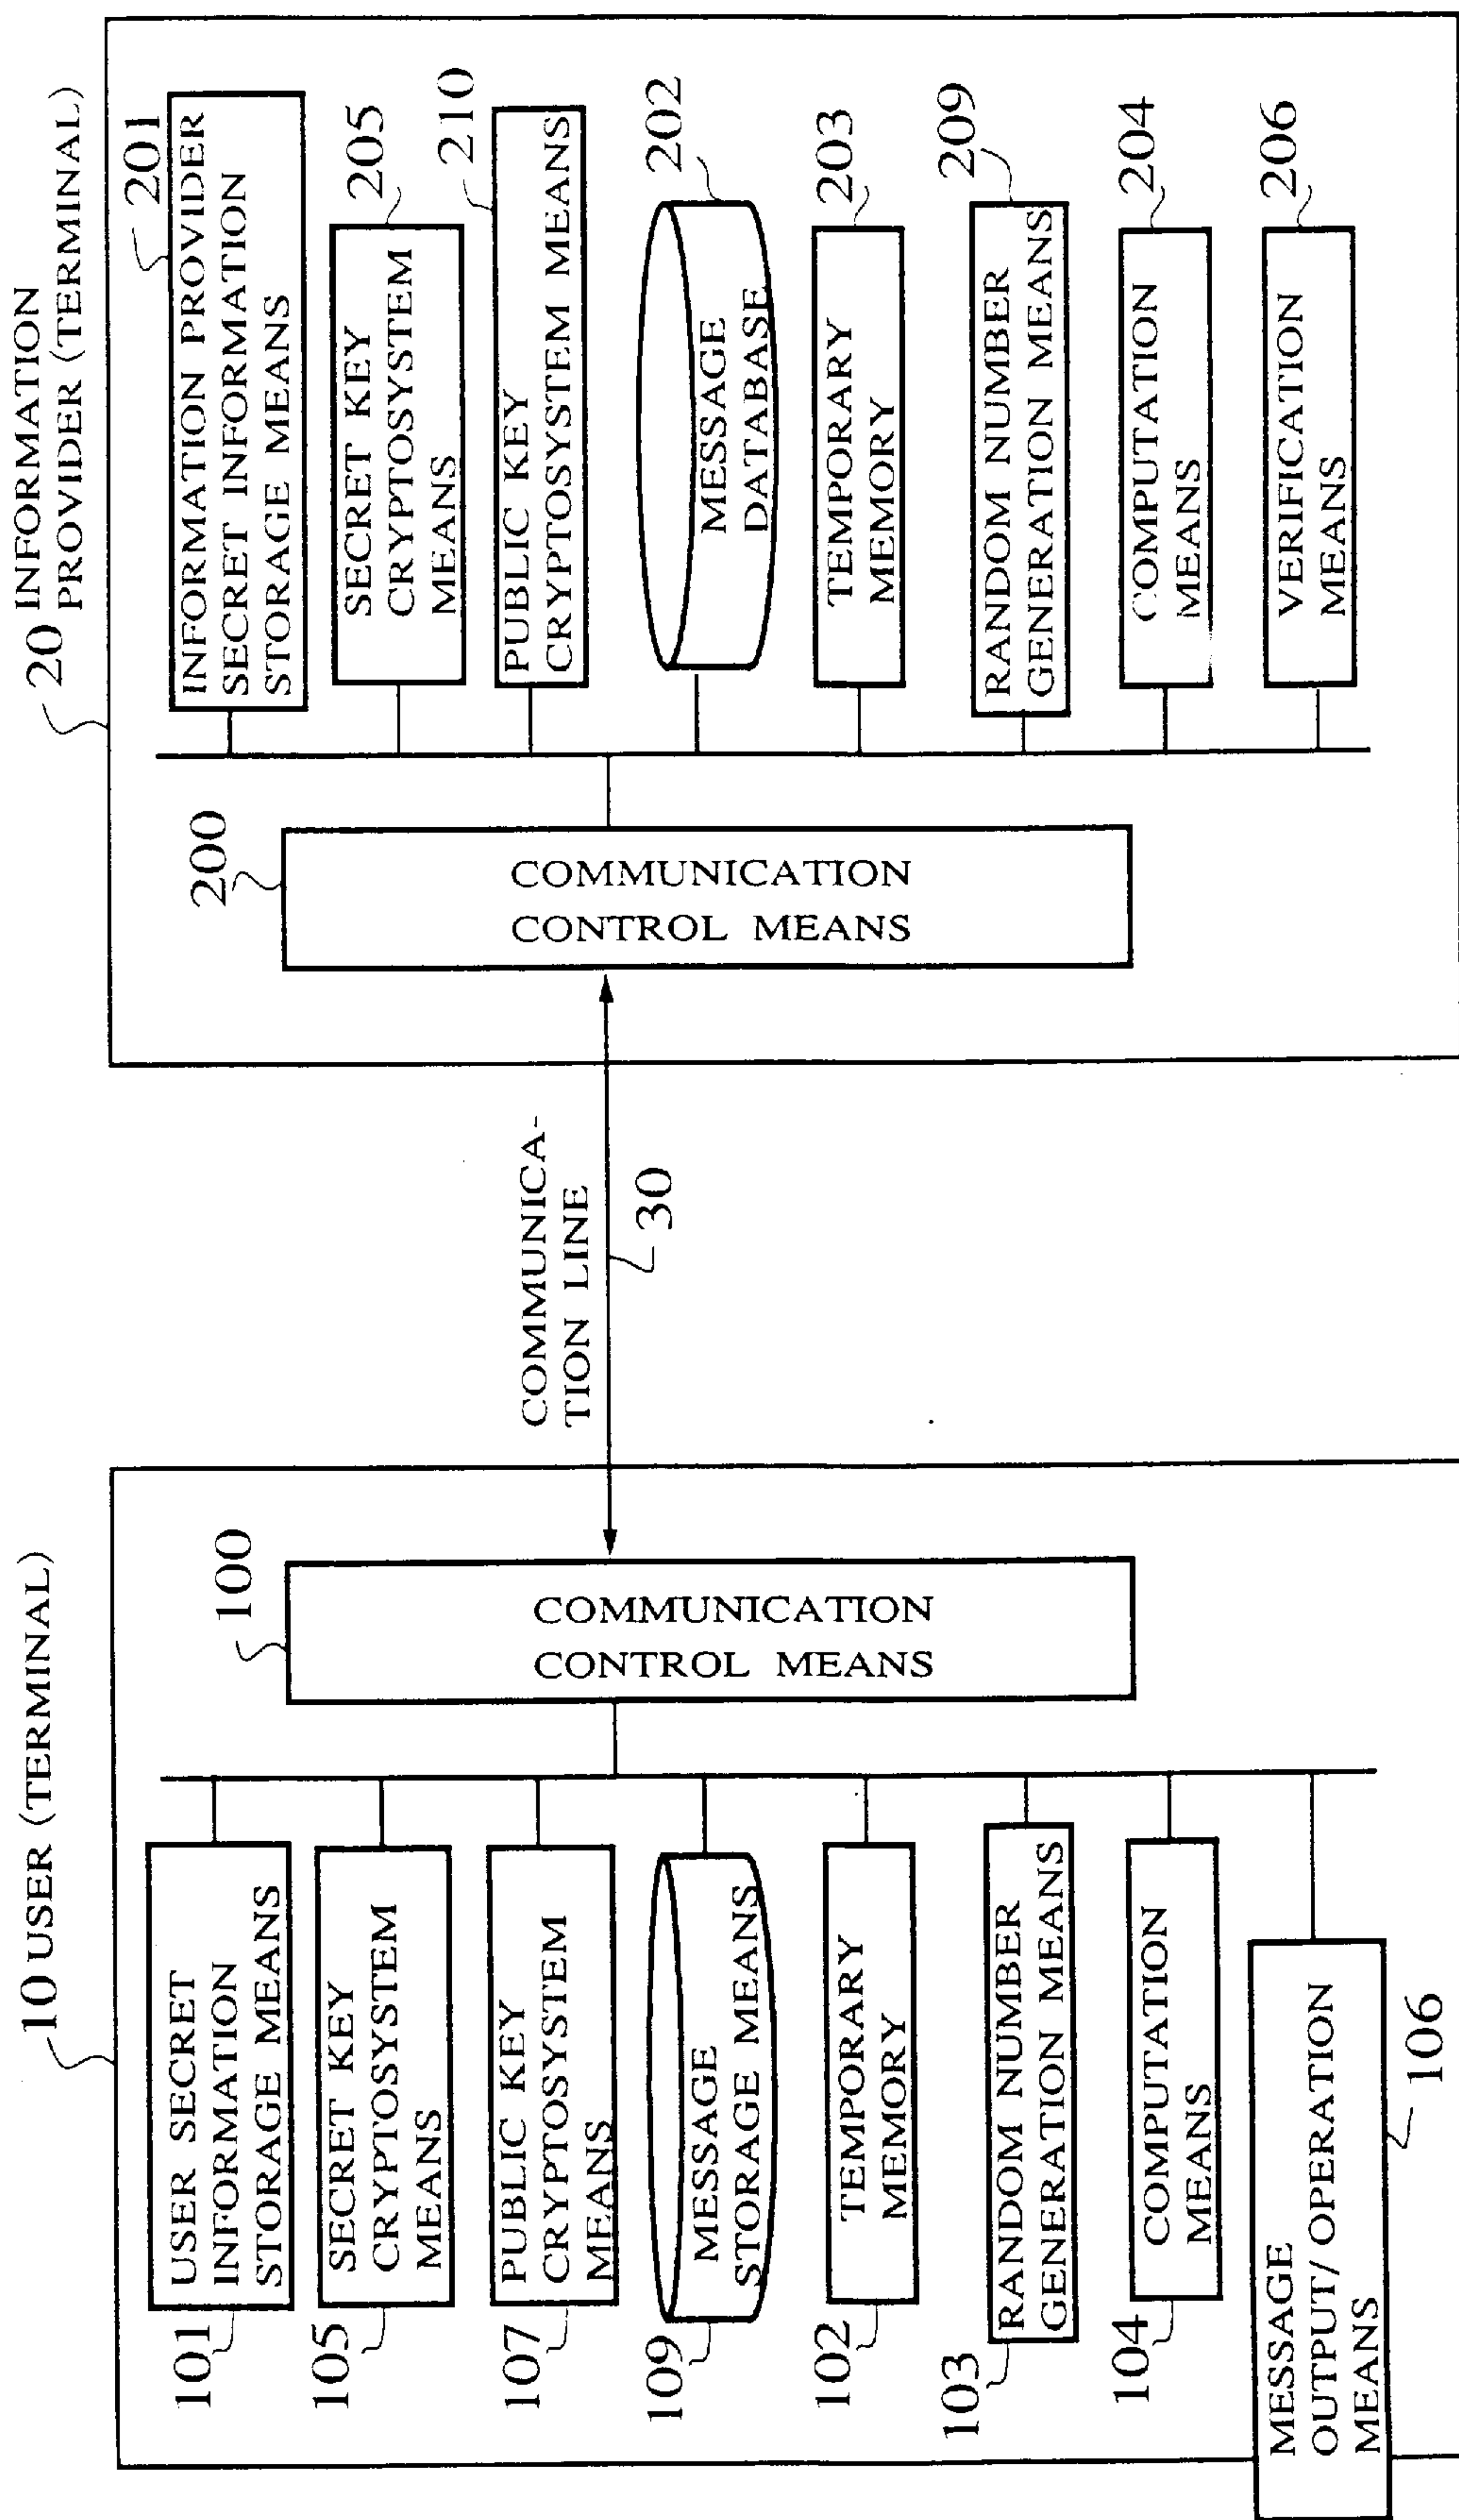 10 USER (TERMINAL)
101
USER SECRET
INFORMATION
STORAGE MEANS
105
SECRET KEY
CRYPTOSYSTEM
MEANS
107
PUBLIC KEY
CRYPTOSYSTEM
MEANS
109
MESSAGE
STORAGE MEANS
102
TEMPORARY
MEMORY
103
RANDOM NUMBER
GENERATION MEANS
104
COMPUTATION
MEANS
MESSAGE
OUTPUT/OPERATION
MEANS
106
100
COMMUNICATION
CONTROL MEANS
COMMUNICA-
TION LINE
30
20 INFORMATION
PROVIDER (TERMINAL)
200
COMMUNICATION
CONTROL MEANS
201
INFORMATION PROVIDER
SECRET INFORMATION
STORAGE MEANS
205
SECRET KEY
CRYPTOSYSTEM
MEANS
210
PUBLIC KEY
CRYPTOSYSTEM MEANS
202
MESSAGE
DATABASE
203
TEMPORARY
MEMORY
209
RANDOM NUMBER
GENERATION MEANS
204
COMPUTATION
MEANS
206
VERIFICATION
MEANS